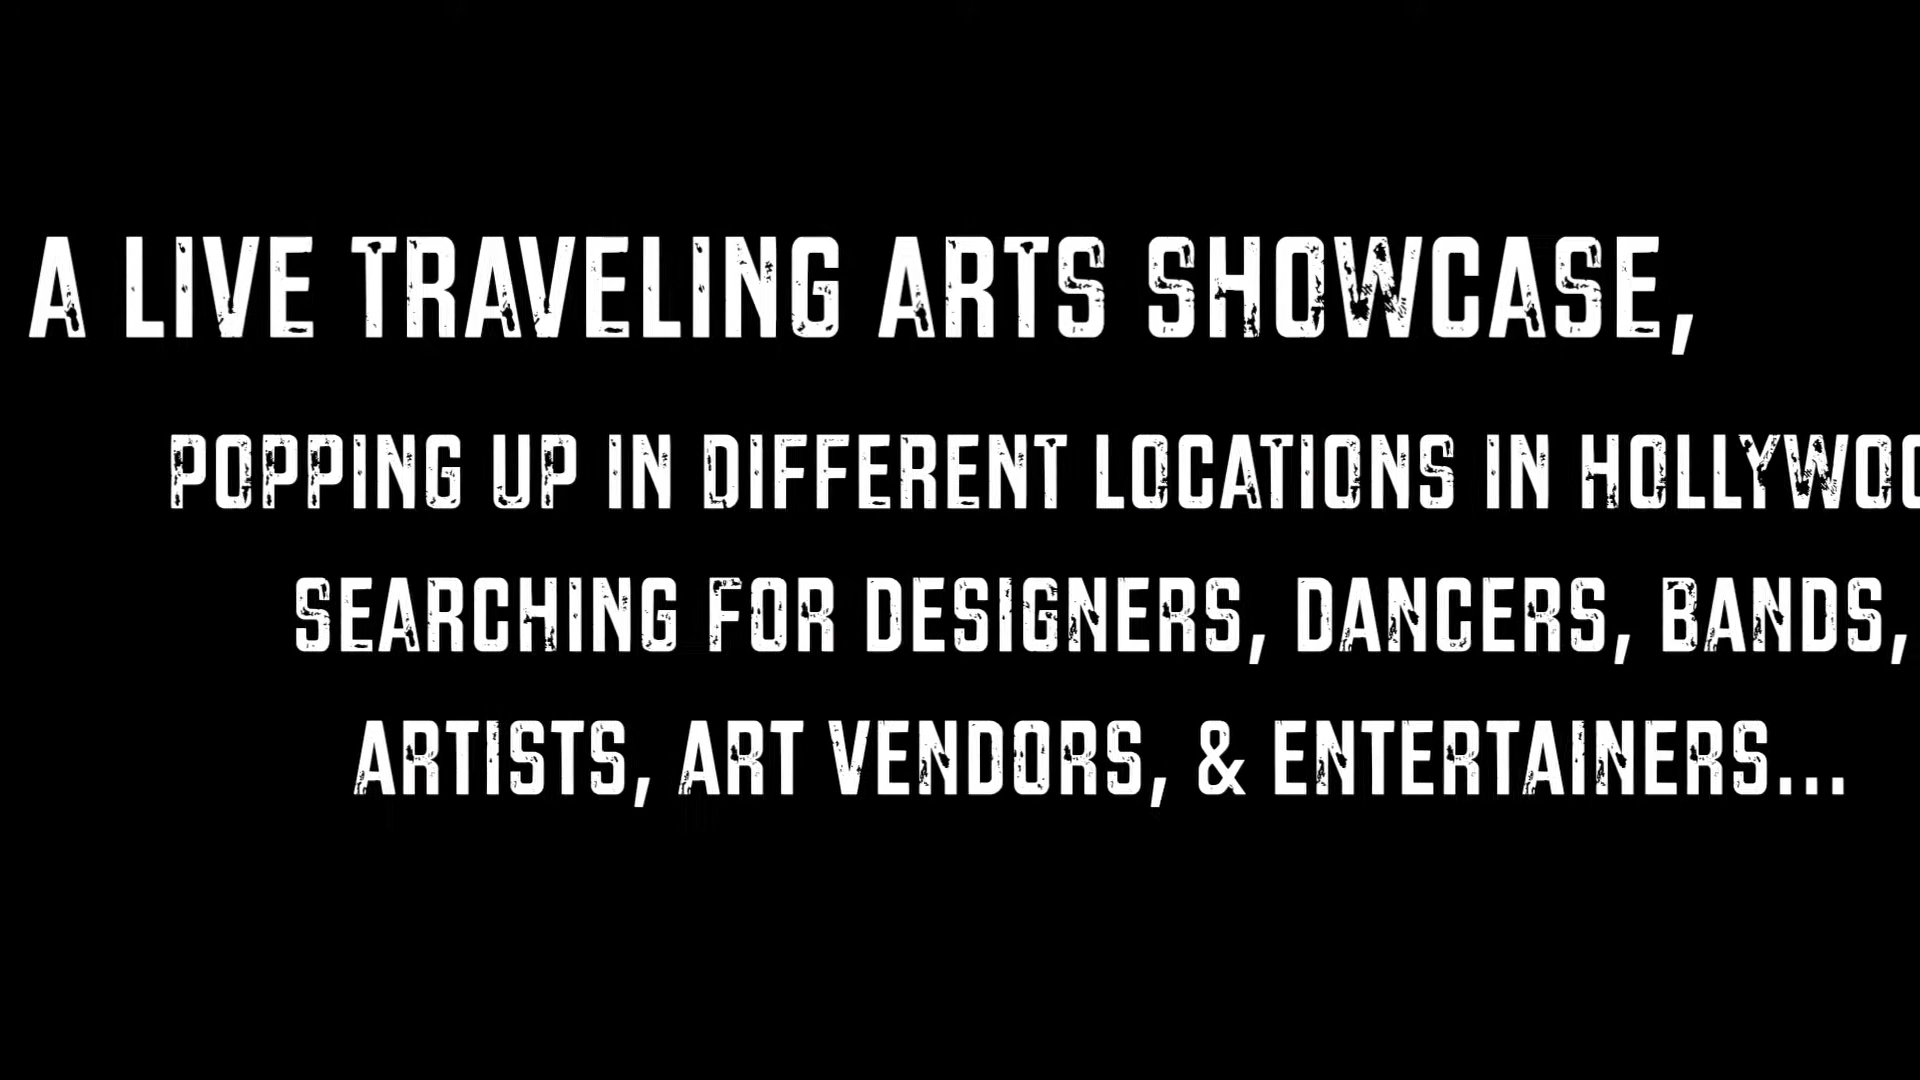 A LIVE TRAVELING ARTS SHOWCASE,
POPPING UP IN DIFFERENT LOCATIONS IN
SEARCHING FOR DESIGNERS, DANCERS, BANDS,
ARTISTS, ART VENDORS, & ENTERTAINERS...